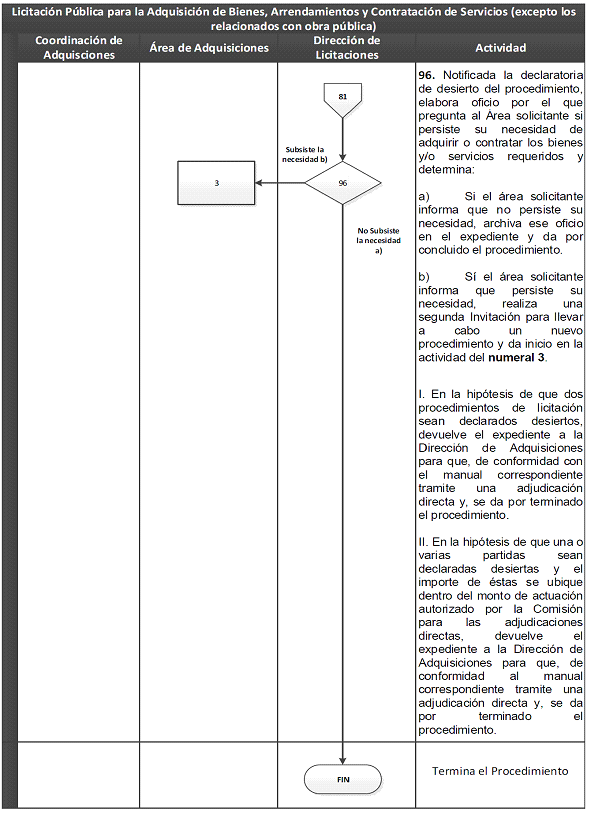 Licitación Pública para la Adquisición de Bienes, Arrendamientos y Contratación de Servicios (excepto los
relacionados con obra pública)
Coordinación de
Adquisciones
Área de Adquisiciones
Dirección de
Licitaciones
Actividad
81
Subsiste la
necesidad b)
3
96
No Subsiste
la necesidad
a)
96. Notificada la declaratoria
de desierto del procedimiento,
elabora oficio por el que
pregunta al Área solicitante si
persiste su necesidad de
adquirir o contratar los bienes
y/o servicios requeridos y
determina:
a) Si el área solicitante
informa que no persiste su
necesidad, archiva ese oficio
en el expediente y da por
concluido el procedimiento.
b) Sí el área solicitante
informa que persiste su
necesidad, realiza una
segunda Invitación para llevar
a cabo un nuevo
procedimiento y da inicio en la
actividad del numeral 3.
I. En la hipótesis de que dos
procedimientos de licitación
sean declarados desiertos,
devuelve el expediente a la
Dirección de Adquisiciones
para que, de conformidad con
el manual correspondiente
tramite una adjudicación
directa y, se da por terminado
el procedimiento.
II. En la hipótesis de que una o
varias partidas sean
declaradas desiertas y el
importe de éstas se ubique
dentro del monto de actuación
autorizado por la Comisión
para las adjudicaciones
directas, devuelve el
expediente a la Dirección de
Adquisiciones para que, de
conformidad al manual
correspondiente tramite una
adjudicación directa y, se da
por terminado el
procedimiento.
FIN
Termina el Procedimiento